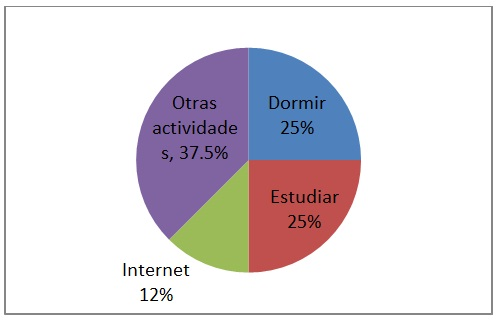 Otras
actividade
s, 37.5%
Dormir
25%
Estudiar
25%
Internet
12%